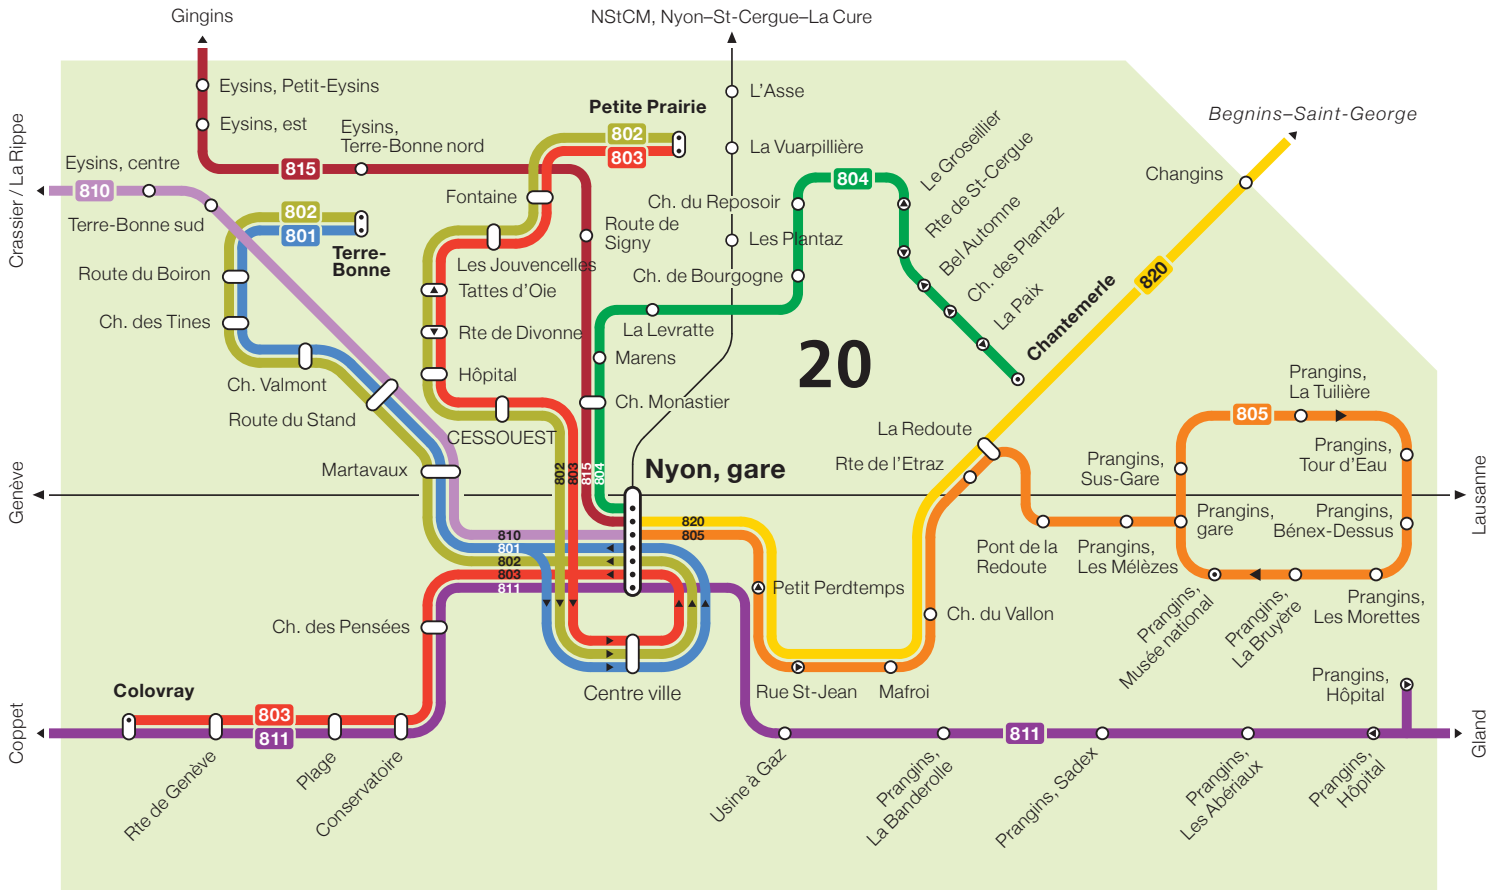 Gingins
NStCM, Nyon–St-Cergue–La Cure
Eysins, Petit-Eysins
L'Asse
Petite Prairie
Begnins–Saint-George
Eysins, est
Eysins,
Terre-Bonne nord
802
803
La Vuarpillière
Le Groseillier
Crassier / La Rippe
Eysins, centre
815
804
Rte de St-Cergue
Changins
810
Fontaine
Ch. du Reposoir
Bel Automne
Terre-Bonne sud
802
801
Route de
Signy
Les Plantaz
Ch. des Plantaz
Terre-
Bonne
Route du Boiron
Les Jouvencelles
Ch. de Bourgogne
820
Tattes d'Oie
La Paix
Chantemerle
Ch. des Tines
Rte de Divonne
La Levratte
Marens
20
Ch. Valmont
Hôpital
Prangins,
La Tuilière
Route du Stand
Ch. Monastier
805
CESSOUEST
La Redoute
Martavaux
802
803
815
804
Nyon, gare
Rte de l'Etraz
Prangins,
Sus-Gare
Prangins,
Tour d'Eau
Genève
Lausanne
810
801
802
803
811
820
805
Pont de la
Redoute
Prangins,
Les Mélèzes
Prangins,
gare
Prangins,
Bénex-Dessus
Petit Perdtemps
Ch. du Vallon
Prangins,
Musée national
Prangins,
La Bruyère
Prangins,
Les Morettes
Ch. des Pensées
Centre ville
Rue St-Jean
Mafroi
Prangins,
Hôpital
Colovray
803
811
Coppet
811
Gland
Rte de Genève
Plage
Conservatoire
Usine à Gaz
Prangins,
La Banderolle
Prangins, Sadex
Prangins,
Les Abériaux
Prangins,
Hôpital